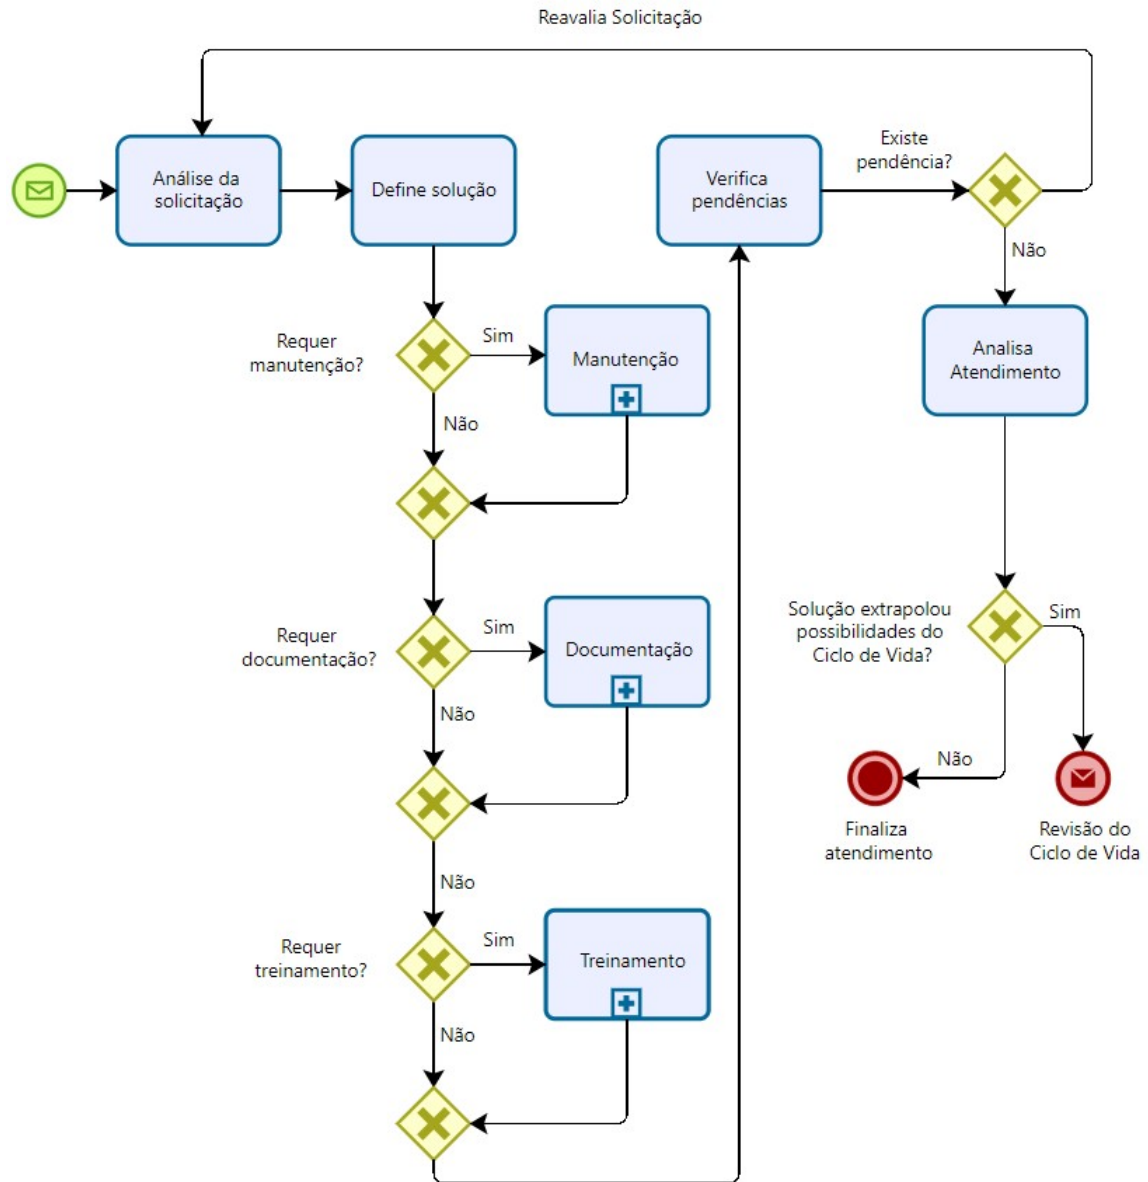 Reavalia Solicitação
Análise da
solicitação
Define solução
Verifica
pendências
Existe
pendência?
Não
Requer
manutenção?
Sim
Manutenção
Analisa
Atendimento
Não
Requer
documentação?
Sim
Documentação
Solução extrapolou
possibilidades do
Ciclo de Vida?
Sim
Não
Não
Finaliza
atendimento
Revisão do
Ciclo de Vida
Não
Requer
treinamento?
Sim
Treinamento
Não